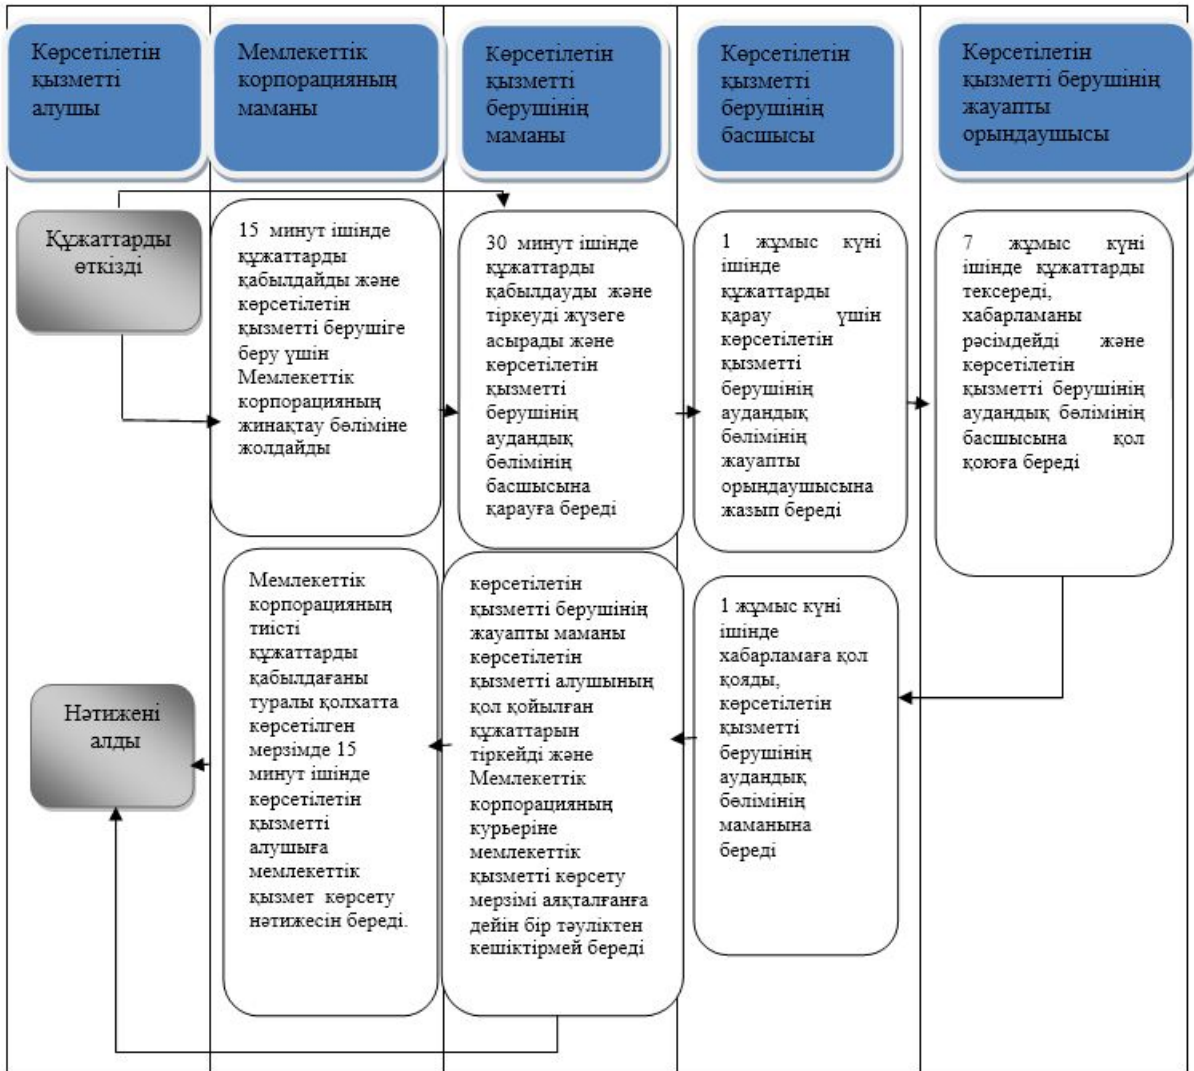 Көрсетілетін
қызметті
алушы
Мемлекеттік
корпорацияның
маманы
Көрсетілетін
қызметті
берушінің
маманы
Көрсетілетін
қызметті
берушінің
басшысы
Көрсетілетін
қызметті берушінің
жауапты
орындаушысы
Құжаттарды
өткізді
15 минут ішінде
құжаттарды
қабылдайды және
көрсетілетін
қызметті берушіге
беру үшін
Мемлекеттік
корпорацияның
жинақтау бөліміне
жолдайды
30 минут ішінде
құжаттарды
қабылдауды және
тіркеуді жүзеге
асырады және
көрсетілетін
қызметті
берушінің
аудандық
бөлімінің
басшысына
қарауға береді
1 жұмыс күні
ішінде
құжаттарды
қарау үшін
көрсетілетін
қызметті
берушінің
аудандық
бөлімінің
жауапты
орындаушысына
жазып береді
7 жұмыс күні
ішінде құжаттарды
тексереді,
хабарламаны
рәсімдейді және
көрсетілетін
қызметті берушінің
аудандық бөлімінің
басшысына қол
қоюға береді
Нәтижені
алды
Мемлекеттік
корпорацияның
тиісті
құжаттарды
қабылдағаны
туралы қолхатта
көрсетілген
мерзімде 15
минут ішінде
көрсетілетін
қызметті
алушыға
мемлекеттік
қызмет көрсету
нәтижесін береді.
көрсетілетін
қызметті берушінің
жауапты маманы
көрсетілетін
қызметті алушының
қол қойылған
құжаттарын
тіркейді және
Мемлекеттік
корпорацияның
курьеріне
мемлекеттік
қызметті көрсету
мерзімі аяқталғанға
дейін бір тәуліктен
кешіктірмей береді
1 жұмыс күні
ішінде
хабарламаға қол
қояды,
көрсетілетін
қызметті
берушінің
аудандық
бөлімінің
маманына
береді